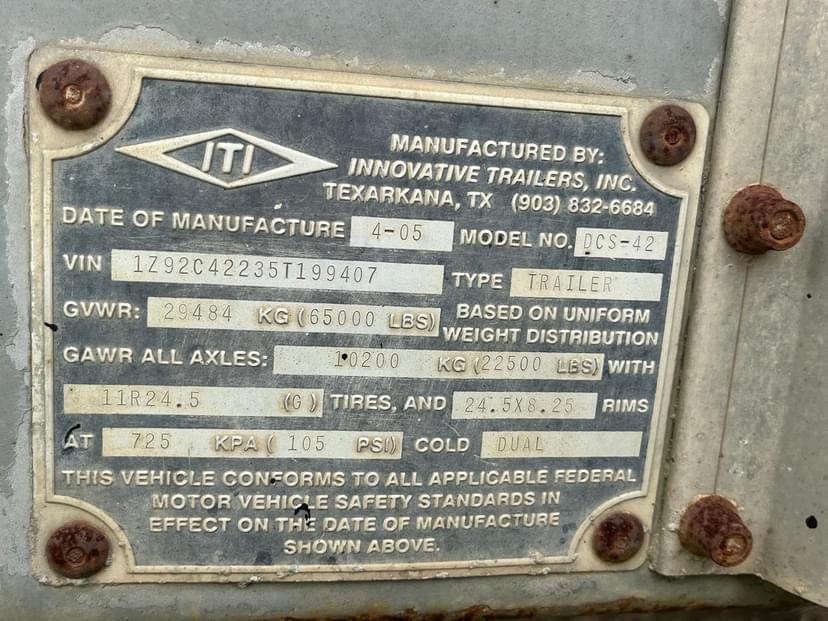 ITI
MANUFACTURED BY:
INNOVATIVE TRAILERS, INC.
TEXARKANA, TX (903) 832-6684
DATE OF MANUFACTURE 4-05 MODEL NO. DCS-42
VIN 1Z92C42235T199407 TYPE TRAILER
GVWR: 29484 KG (65000 LBS) BASED ON UNIFORM WEIGHT DISTRIBUTION
GAWR ALL AXLES: 10200 KG (22500 LBS) WITH
11R24.5 (G) TIRES, AND 24.5X8.25 RIMS
AT 725 KPA ( 105 PSI) COLD DUAL
THIS VEHICLE CONFORMS TO ALL APPLICABLE FEDERAL
MOTOR VEHICLE SAFETY STANDARDS IN
EFFECT ON THE DATE OF MANUFACTURE
SHOWN ABOVE.